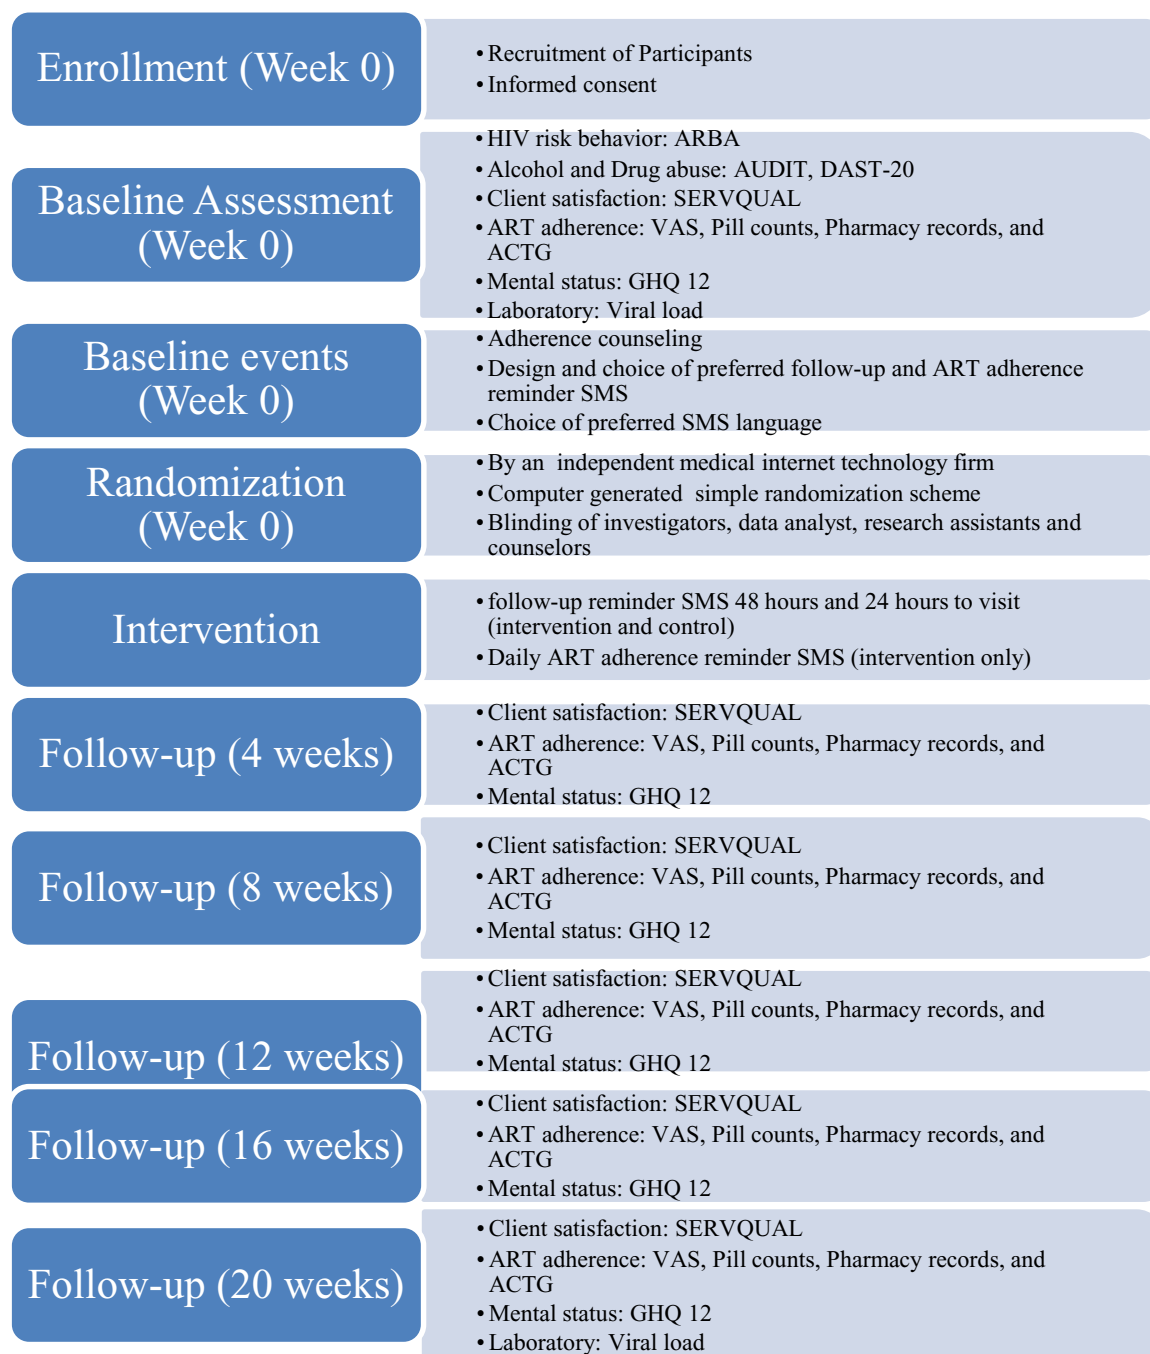 Enrollment (Week 0)
• Recruitment of Participants
• Informed consent
Baseline Assessment
(Week 0)
• HIV risk behavior: ARBA
• Alcohol and Drug abuse: AUDIT, DAST-20
• Client satisfaction: SERVQUAL
• ART adherence: VAS, Pill counts, Pharmacy records, and
ACTG
• Mental status: GHQ 12
• Laboratory: Viral load
Baseline events
(Week 0)
• Adherence counseling
• Design and choice of preferred follow-up and ART adherence
reminder SMS
• Choice of preferred SMS language
Randomization
(Week 0)
• By an independent medical internet technology firm
• Computer generated simple randomization scheme
• Blinding of investigators, data analyst, research assistants and
counselors
Intervention
• follow-up reminder SMS 48 hours and 24 hours to visit
(intervention and control)
• Daily ART adherence reminder SMS (intervention only)
Follow-up (4 weeks)
• Client satisfaction: SERVQUAL
• ART adherence: VAS, Pill counts, Pharmacy records, and
ACTG
• Mental status: GHQ 12
Follow-up (8 weeks)
• Client satisfaction: SERVQUAL
• ART adherence: VAS, Pill counts, Pharmacy records, and
ACTG
• Mental status: GHQ 12
Follow-up (12 weeks)
• Client satisfaction: SERVQUAL
• ART adherence: VAS, Pill counts, Pharmacy records, and
ACTG
• Mental status: GHQ 12
Follow-up (16 weeks)
• Client satisfaction: SERVQUAL
• ART adherence: VAS, Pill counts, Pharmacy records, and
ACTG
• Mental status: GHQ 12
Follow-up (20 weeks)
• Client satisfaction: SERVQUAL
• ART adherence: VAS, Pill counts, Pharmacy records, and
ACTG
• Mental status: GHQ 12
• Laboratory: Viral load